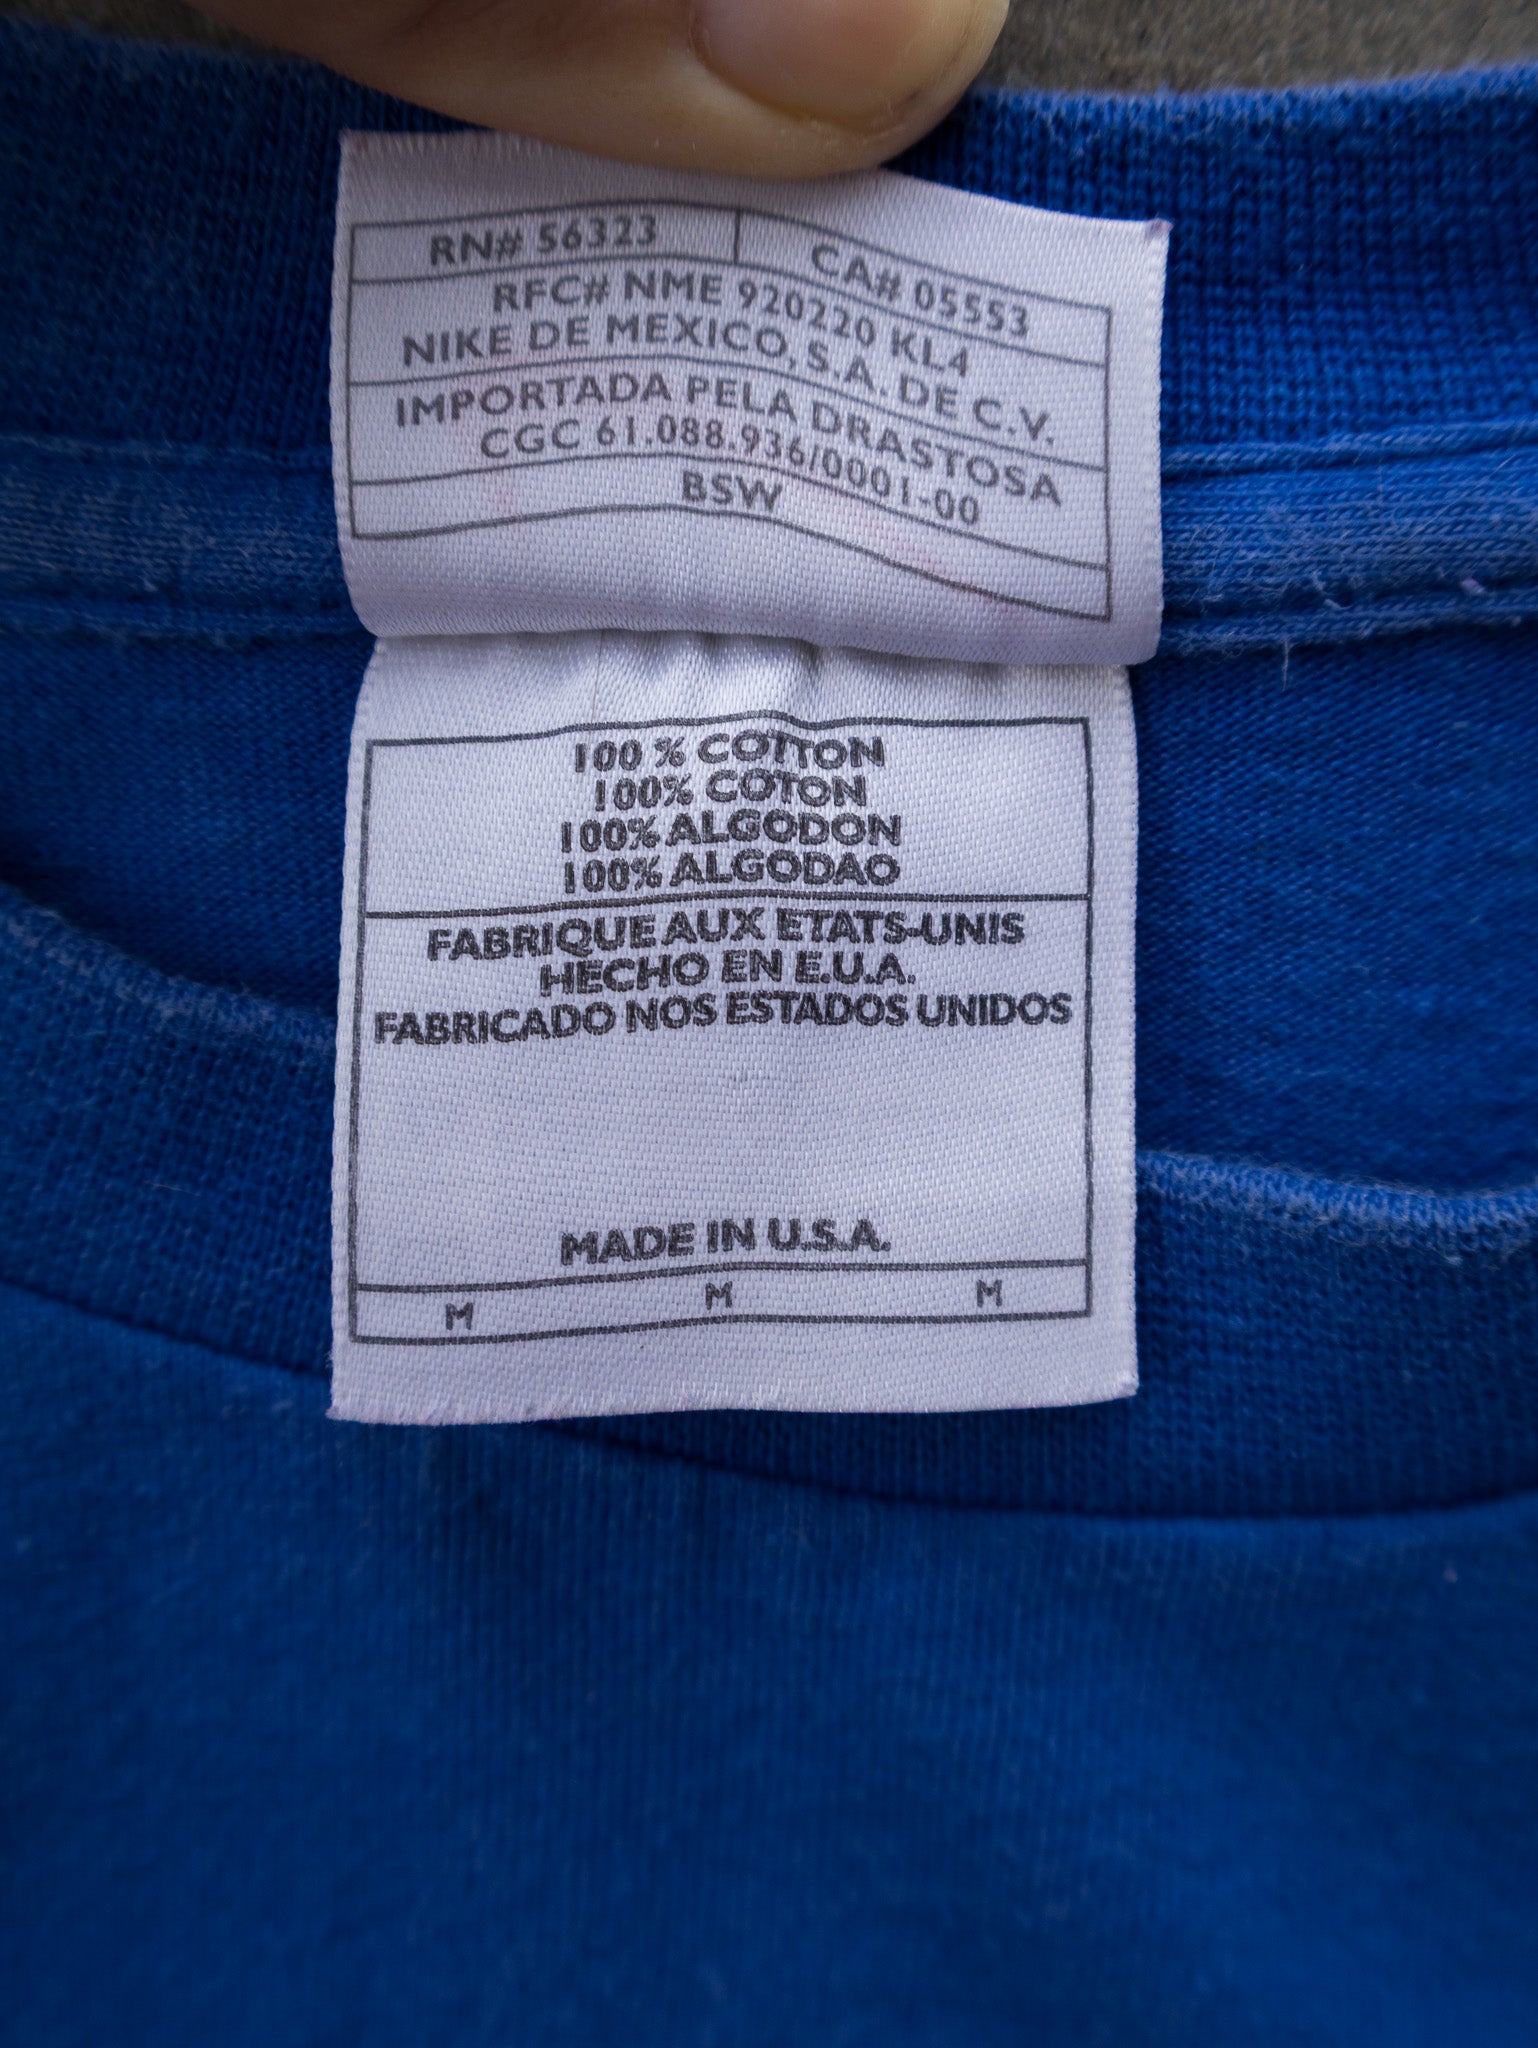 RN# 56323 CA# 05553
RFC# NME 920220 KL4
NIKE DE MEXICO, S.A. DE C.V.
IMPORTADA PELA DRASTOSA
CGC 61.088.936/0001-00
BSW
100 % COTTON
100% COTON
100% ALGODON
100% ALGODAO
FABRIQUE AUX ETATS-UNIS
HECHO EN E.U.A.
FABRICADO NOS ESTADOS UNIDOS
MADE IN U.S.A.
M M M